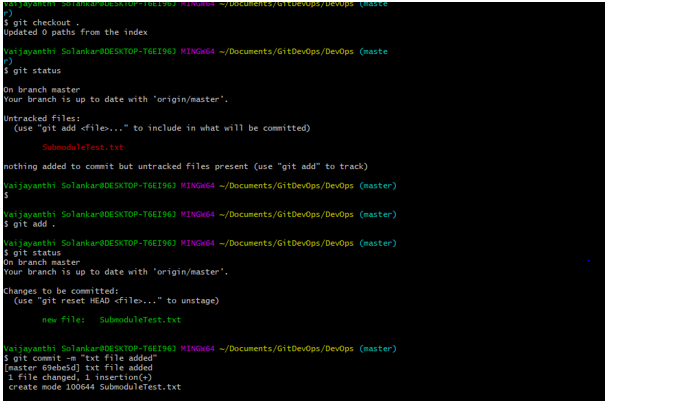 Vaijayanthi Solankar@DESKTOP-T6EI96J MINGW64 ~/Documents/GitDevOps/DevOps (maste
r)
$ git checkout .
Updated 0 paths from the index
Vaijayanthi Solankar@DESKTOP-T6EI96J MINGW64 ~/Documents/GitDevOps/DevOps (maste
r)
$ git status
On branch master
Your branch is up to date with 'origin/master'.
Untracked files:
(use "git add <file>..." to include in what will be committed)
SubmoduleTest.txt
nothing added to commit but untracked files present (use "git add" to track)
Vaijayanthi Solankar@DESKTOP-T6EI96J MINGW64 ~/Documents/GitDevOps/DevOps (master)
$
Vaijayanthi Solankar@DESKTOP-T6EI96J MINGW64 ~/Documents/GitDevOps/DevOps (master)
$ git add .
Vaijayanthi Solankar@DESKTOP-T6EI96J MINGW64 ~/Documents/GitDevOps/DevOps (master)
$ git status
On branch master
Your branch is up to date with 'origin/master'.
Changes to be committed:
(use "git reset HEAD <file>..." to unstage)
new file:   SubmoduleTest.txt
Vaijayanthi Solankar@DESKTOP-T6EI96J MINGW64 ~/Documents/GitDevOps/DevOps (master)
$ git commit -m "txt file added"
[master 69ebe5d] txt file added
1 file changed, 1 insertion(+)
create mode 100644 SubmoduleTest.txt